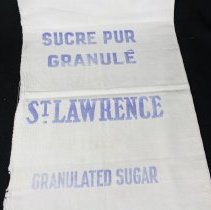 SUCRE PUR
GRANULÉ
ST. LAWRENCE
GRANULATED SUGAR